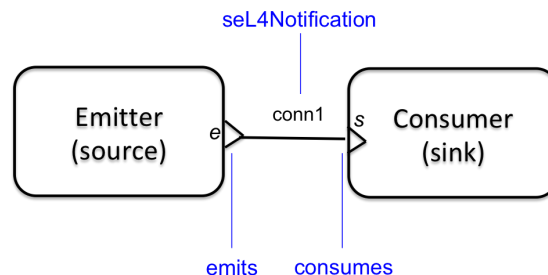 seL4Notification
Emitter
(source)
e
conn1
s
Consumer
(sink)
emits
consumes